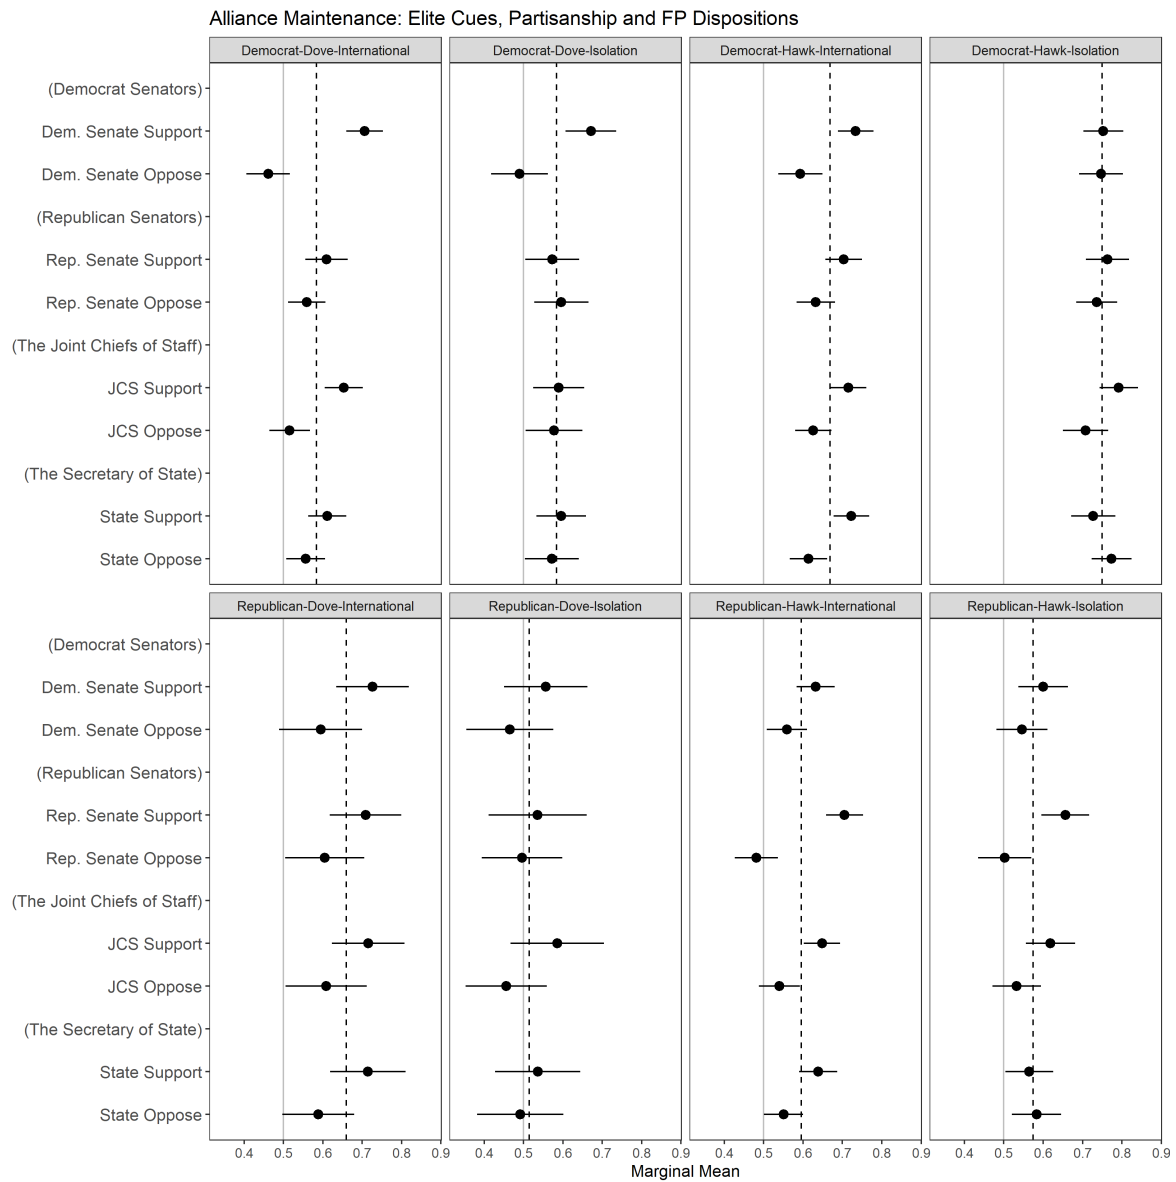 Alliance Maintenance: Elite Cues, Partisanship and FP Dispositions
Democrat-Dove-International
Democrat-Dove-Isolation
Democrat-Hawk-International
Democrat-Hawk-Isolation
(Democrat Senators)
Dem. Senate Support
Dem. Senate Oppose
(Republican Senators)
Rep. Senate Support
Rep. Senate Oppose
(The Joint Chiefs of Staff)
JCS Support
JCS Oppose
(The Secretary of State)
State Support
State Oppose
Republican-Dove-International
Republican-Dove-Isolation
Republican-Hawk-International
Republican-Hawk-Isolation
(Democrat Senators)
Dem. Senate Support
Dem. Senate Oppose
(Republican Senators)
Rep. Senate Support
Rep. Senate Oppose
(The Joint Chiefs of Staff)
JCS Support
JCS Oppose
(The Secretary of State)
State Support
State Oppose
0.4 0.5 0.6 0.7 0.8 0.9 0.4 0.5 0.6 0.7 0.8 0.9 0.4 0.5 0.6 0.7 0.8 0.9 0.4 0.5 0.6 0.7 0.8 0.9
Marginal Mean